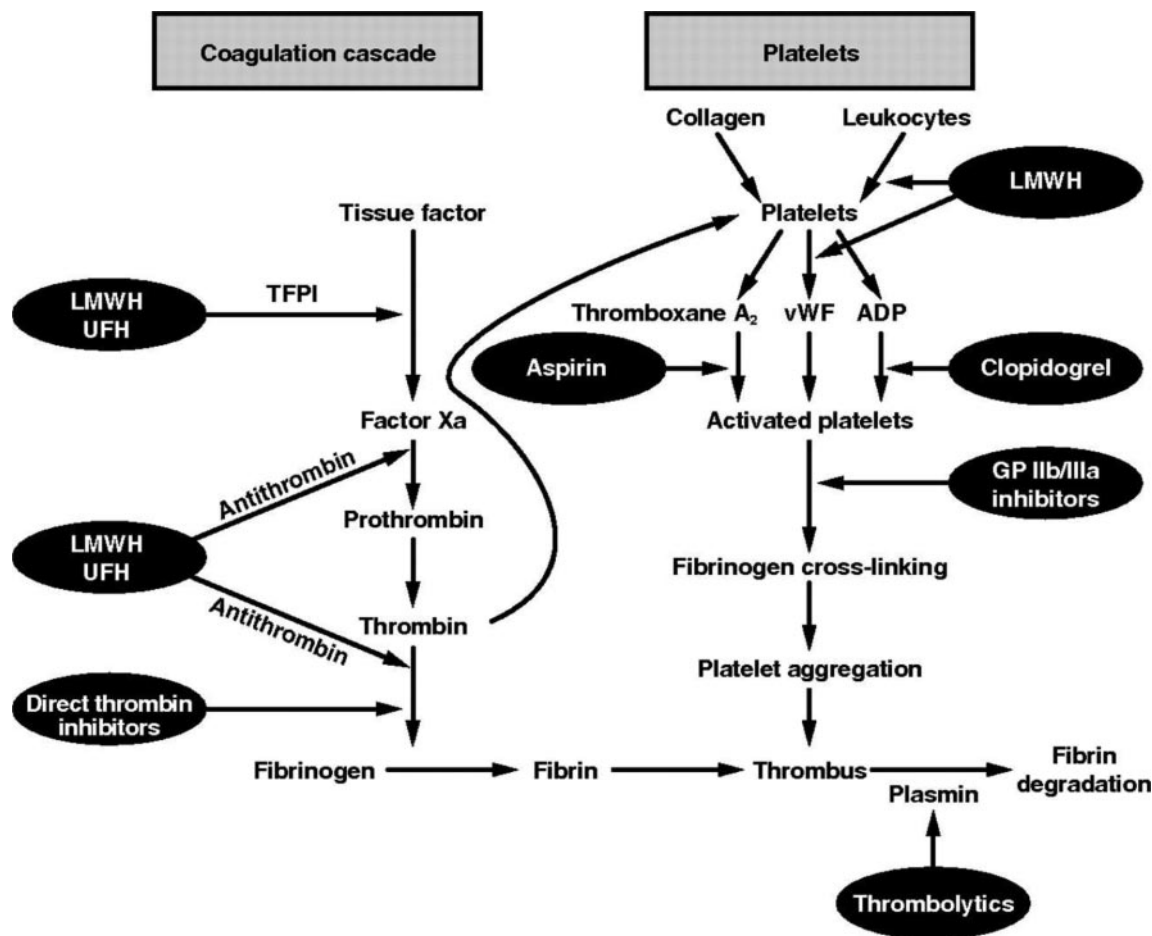 Coagulation cascade
Platelets
Collagen
Leukocytes
LMWH
Tissue factor
Platelets
LMWH
UFH
TFPI
Thromboxane A₂
vWF
ADP
Aspirin
Clopidogrel
Factor Xa
Activated platelets
Antithrombin
GP IIb/IIIa
inhibitors
Prothrombin
LMWH
UFH
Fibrinogen cross-linking
Antithrombin
Thrombin
Platelet aggregation
Direct thrombin
inhibitors
Fibrinogen
Fibrin
Thrombus
Fibrin
degradation
Plasmin
Thrombolytics